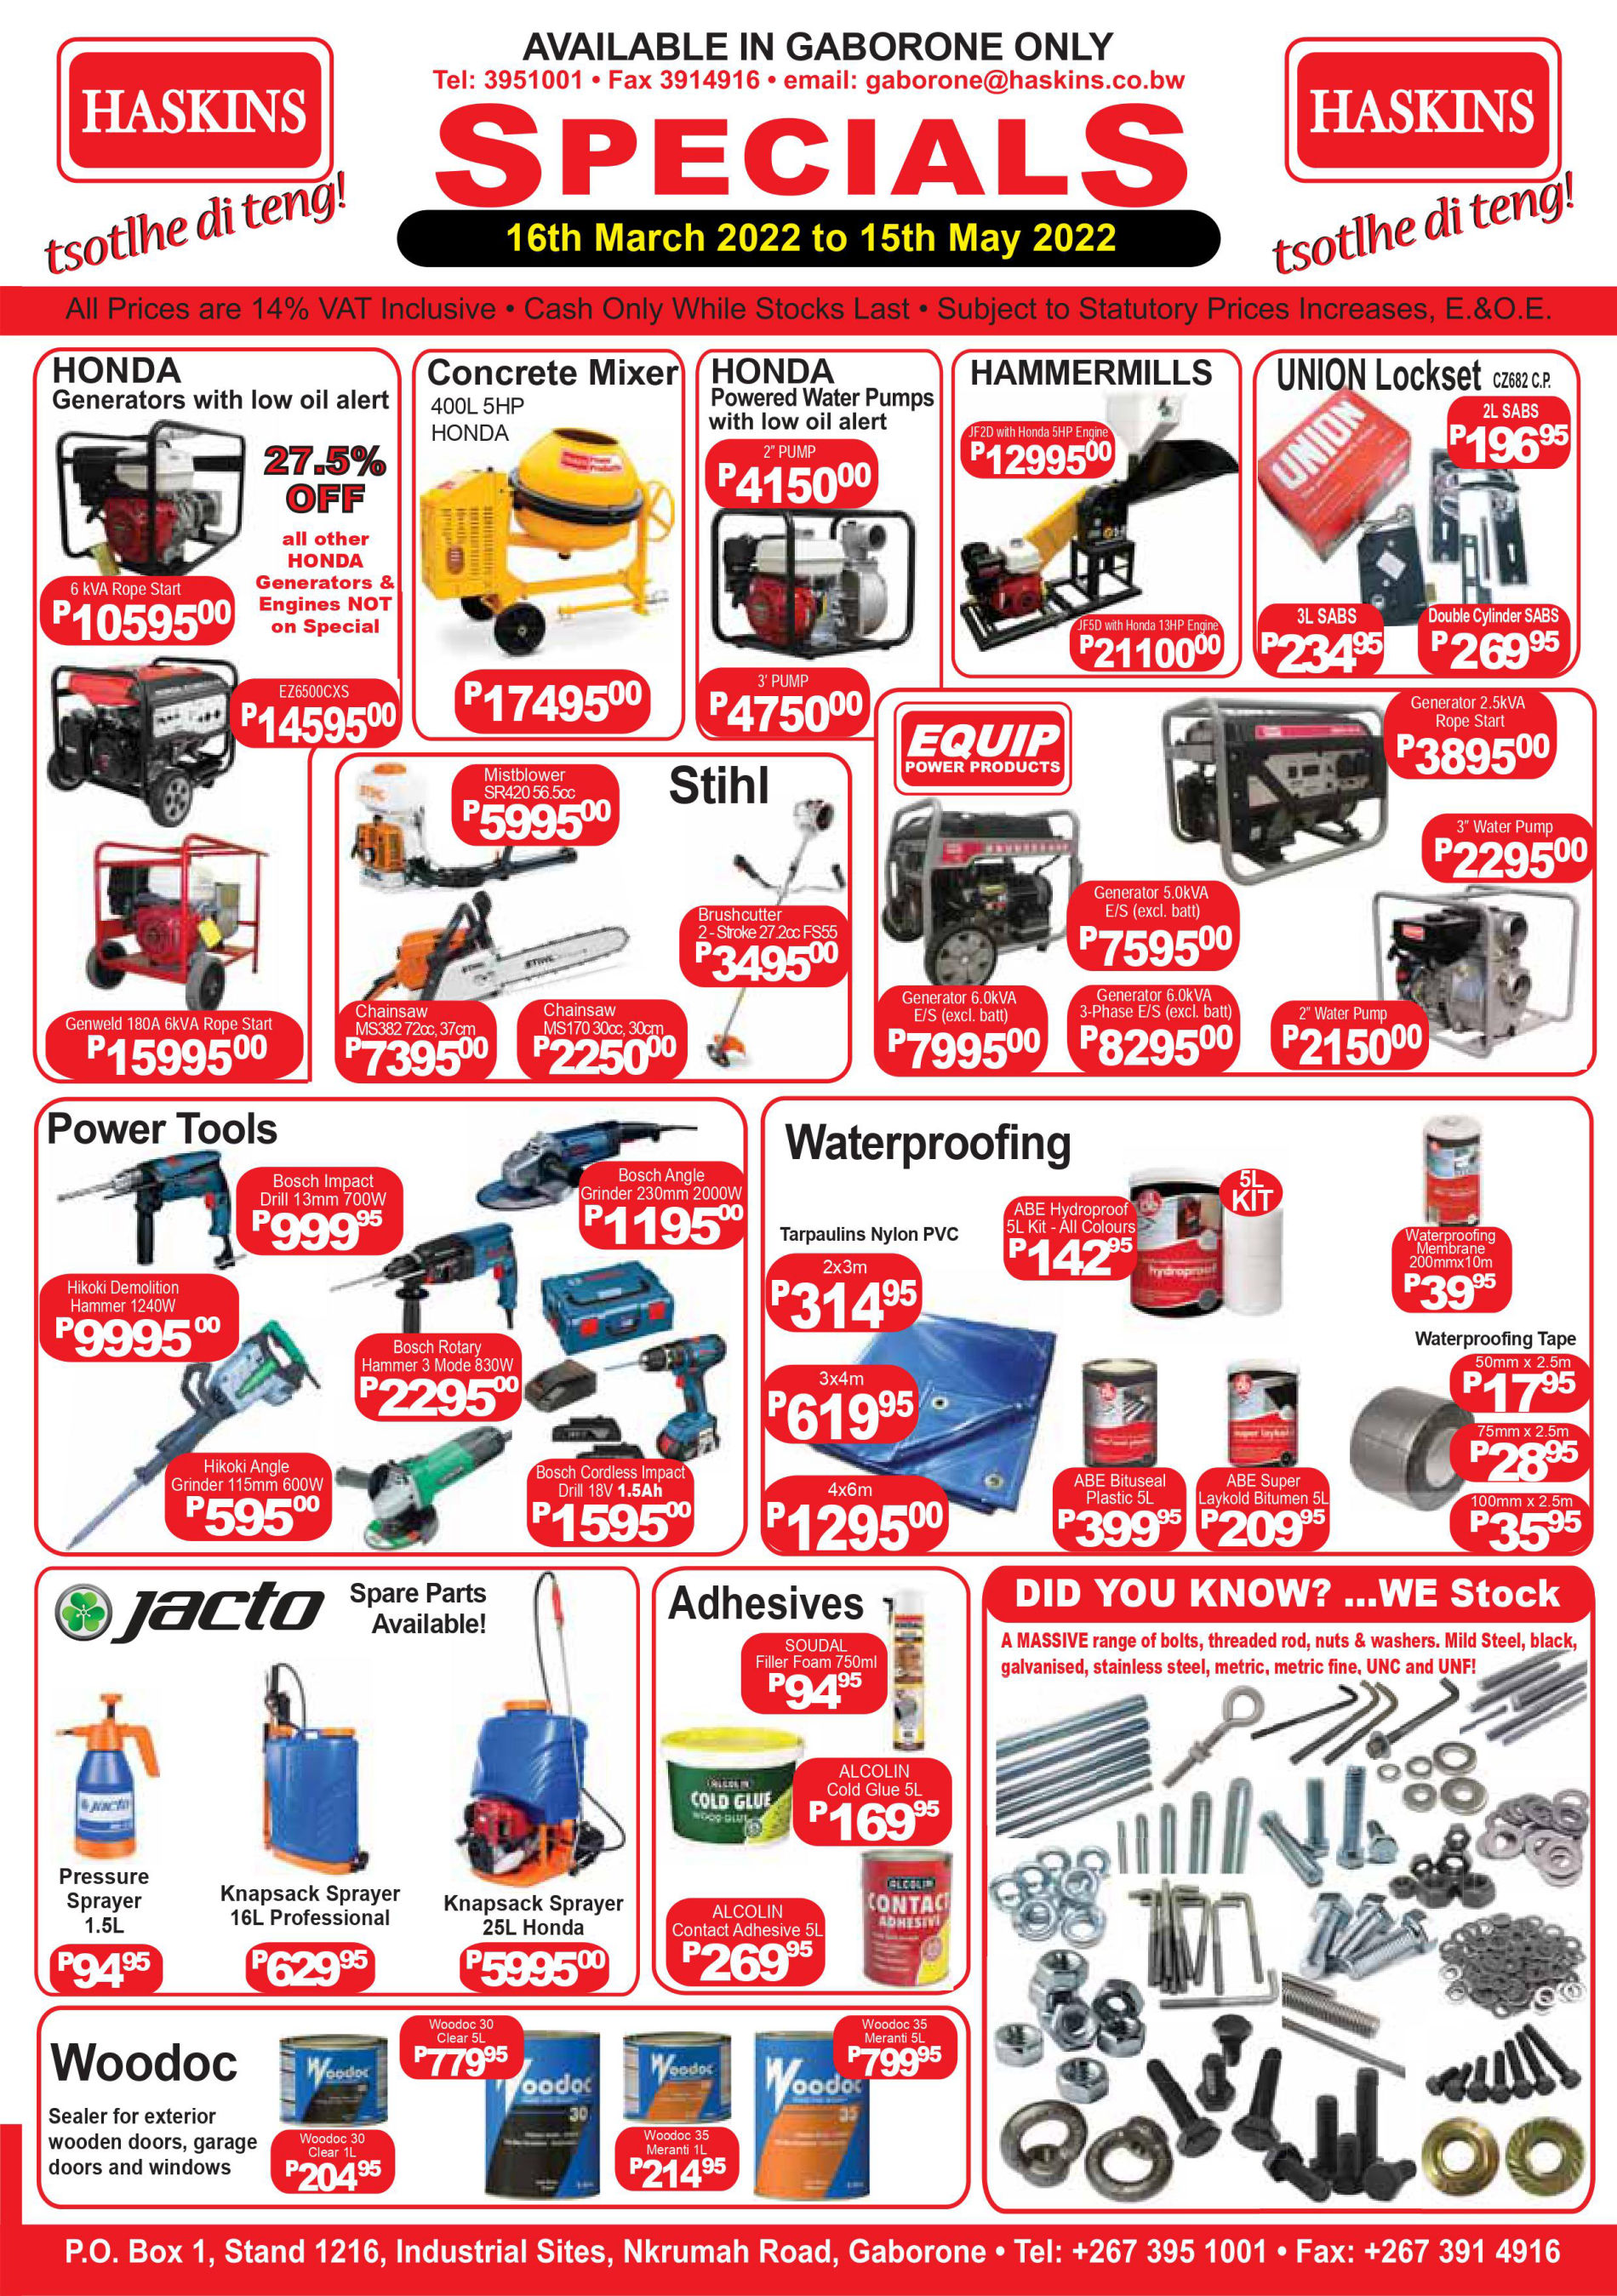 HASKINS
tsotlhe di teng!
AVAILABLE IN GABORONE ONLY
Tel: 3951001 • Fax 3914916 • email: gaborone@haskins.co.bw
SPECIALS
16th March 2022 to 15th May 2022
HASKINS
tsotlhe di teng!
All Prices are 14% VAT Inclusive • Cash Only While Stocks Last • Subject to Statutory Prices Increases, E.&O.E.
HONDA
Generators with low oil alert
27.5%
OFF
all other
HONDA
Generators &
Engines NOT
on Special
6 kVA Rope Start
P1059500
EZ6500CXS
P1459500
Genweld 180A 6kVA Rope Start
P1599500
Concrete Mixer
400L 5HP
HONDA
P1749500
HONDA
Powered Water Pumps
with low oil alert
2" PUMP
P415000
3' PUMP
P475000
HAMMERMILLS
JF2D with Honda 5HP Engine
P1299500
JF5D with Honda 13HP Engine
P2110000
UNION Lockset CZ682 C.P.
UNION
2L SABS
P19695
3L SABS
P23495
Double Cylinder SABS
P26995
Stihl
Mistblower
SR420 56.5cc
P599500
STIHL
Brushcutter
2 - Stroke 27.2cc FS55
P349500
Chainsaw
MS382 72cc, 37cm
P739500
Chainsaw
MS170 30cc, 30cm
P225000
EQUIP
POWER PRODUCTS
Generator 2.5kVA
Rope Start
P389500
3" Water Pump
P229500
Generator 5.0kVA
E/S (excl. batt)
P759500
Generator 6.0kVA
E/S (excl. batt)
P799500
Generator 6.0kVA
3-Phase E/S (excl. batt)
P829500
2" Water Pump
P215000
Power Tools
Bosch Impact
Drill 13mm 700W
P99995
Bosch Angle
Grinder 230mm 2000W
P119500
Hikoki Demolition
Hammer 1240W
P9995 00
Bosch Rotary
Hammer 3 Mode 830W
P229500
Hikoki Angle
Grinder 115mm 600W
P59500
Bosch Cordless Impact
Drill 18V 1.5Ah
P159500
Waterproofing
Tarpaulins Nylon PVC
2x3m
P31495
3x4m
P61995
4x6m
P129500
ABE Hydroproof
5L Kit - All Colours
P14295
5L
KIT
hydroproof
Waterproofing
Membrane
200mmx10m
P3995
Waterproofing Tape
50mm x 2.5m
P1795
75mm x 2.5m
P2895
100mm x 2.5m
P3595
ABE Bituseal
Plastic 5L
P39995
super laykold
ABE Super
Laykold Bitumen 5L
P20995
jacto
Spare Parts
Available!
jacto
Pressure
Sprayer
1.5L
P9495
Knapsack Sprayer
16L Professional
P62995
Knapsack Sprayer
25L Honda
P599500
Adhesives
SOUDAL
Filler Foam 750ml
P9495
ALCOLIN
COLD GLUE
WOOD GLUE
ALCOLIN
Cold Glue 5L
P16995
ALCOLIN
Contact Adhesive 5L
P26995
ALCOLIN
CONTACT
ADHESIVE
DID YOU KNOW? ...WE Stock
A MASSIVE range of bolts, threaded rod, nuts & washers. Mild Steel, black,
galvanised, stainless steel, metric, metric fine, UNC and UNF!
Woodoc
Sealer for exterior
wooden doors, garage
doors and windows
Woodoc
Woodoc 30
Clear 1L
P20495
Woodoc 30
Clear 5L
P77995
Woodoc
30
Woodoc
Woodoc 35
Meranti 1L
P21495
Woodoc 35
Meranti 5L
P79995
Woodoc
35
P.O. Box 1, Stand 1216, Industrial Sites, Nkrumah Road, Gaborone • Tel: +267 395 1001 • Fax: +267 391 4916